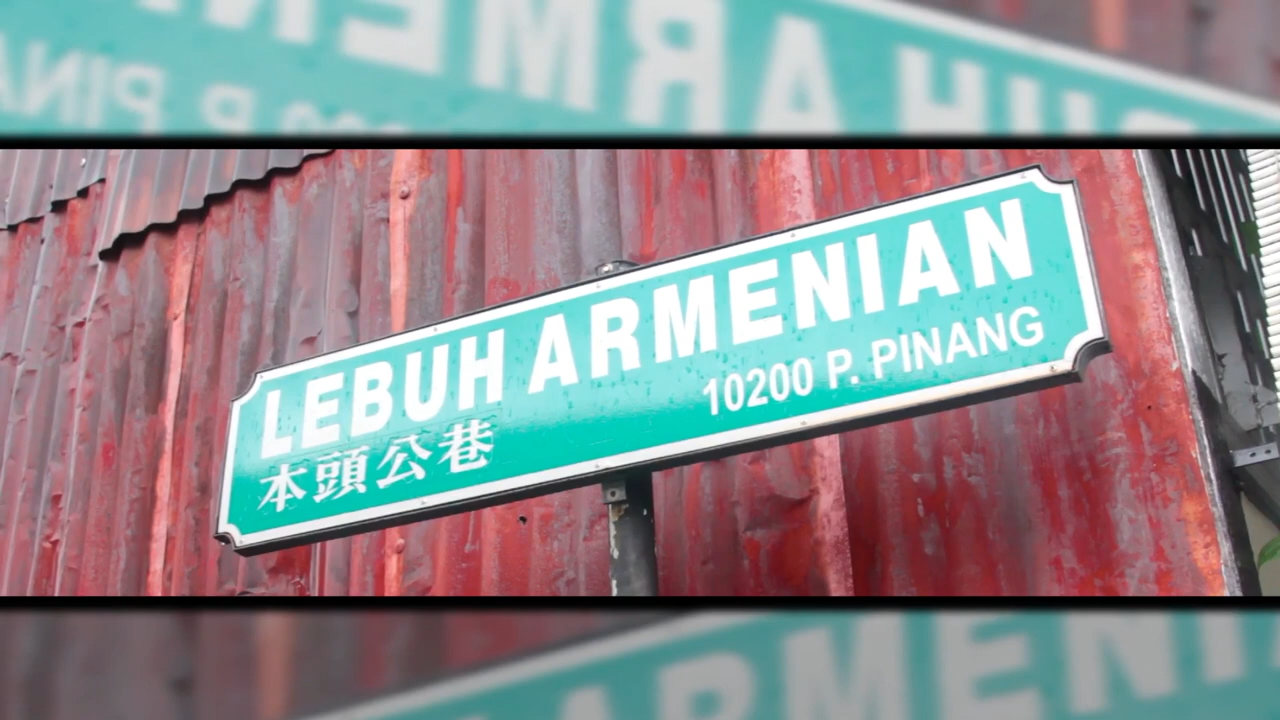 LEBUH ARMENIAN
本頭公巷
10200 P. PINANG